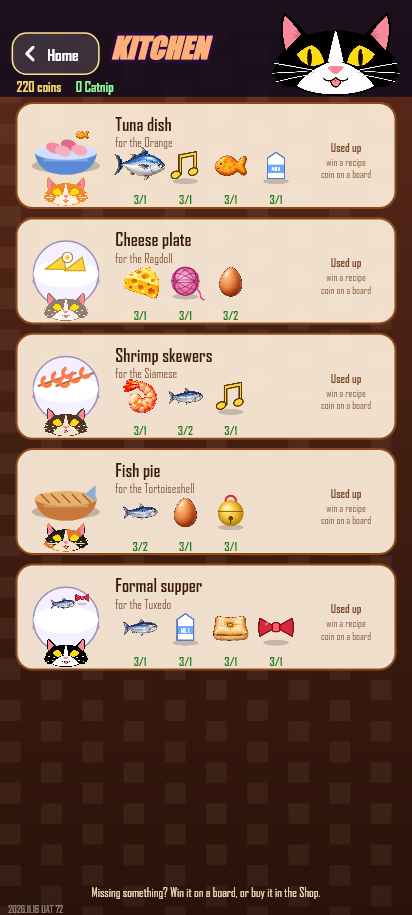 Home
KITCHEN
220 coins
0 Catnip
Tuna dish
for the Orange
MILK
3/1
3/1
3/1
3/1
Used up
win a recipe
coin on a board
Cheese plate
for the Ragdoll
3/1
3/1
3/2
Used up
win a recipe
coin on a board
Shrimp skewers
for the Siamese
3/1
3/2
3/1
Used up
win a recipe
coin on a board
Fish pie
for the Tortoiseshell
3/2
3/1
3/1
Used up
win a recipe
coin on a board
Formal supper
for the Tuxedo
MILK
3/1
3/1
3/1
3/1
Used up
win a recipe
coin on a board
Missing something? Win it on a board, or buy it in the Shop.